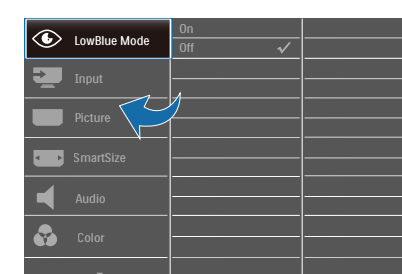 LowBlue Mode
On
Off
Input
Picture
SmartSize
Audio
Color